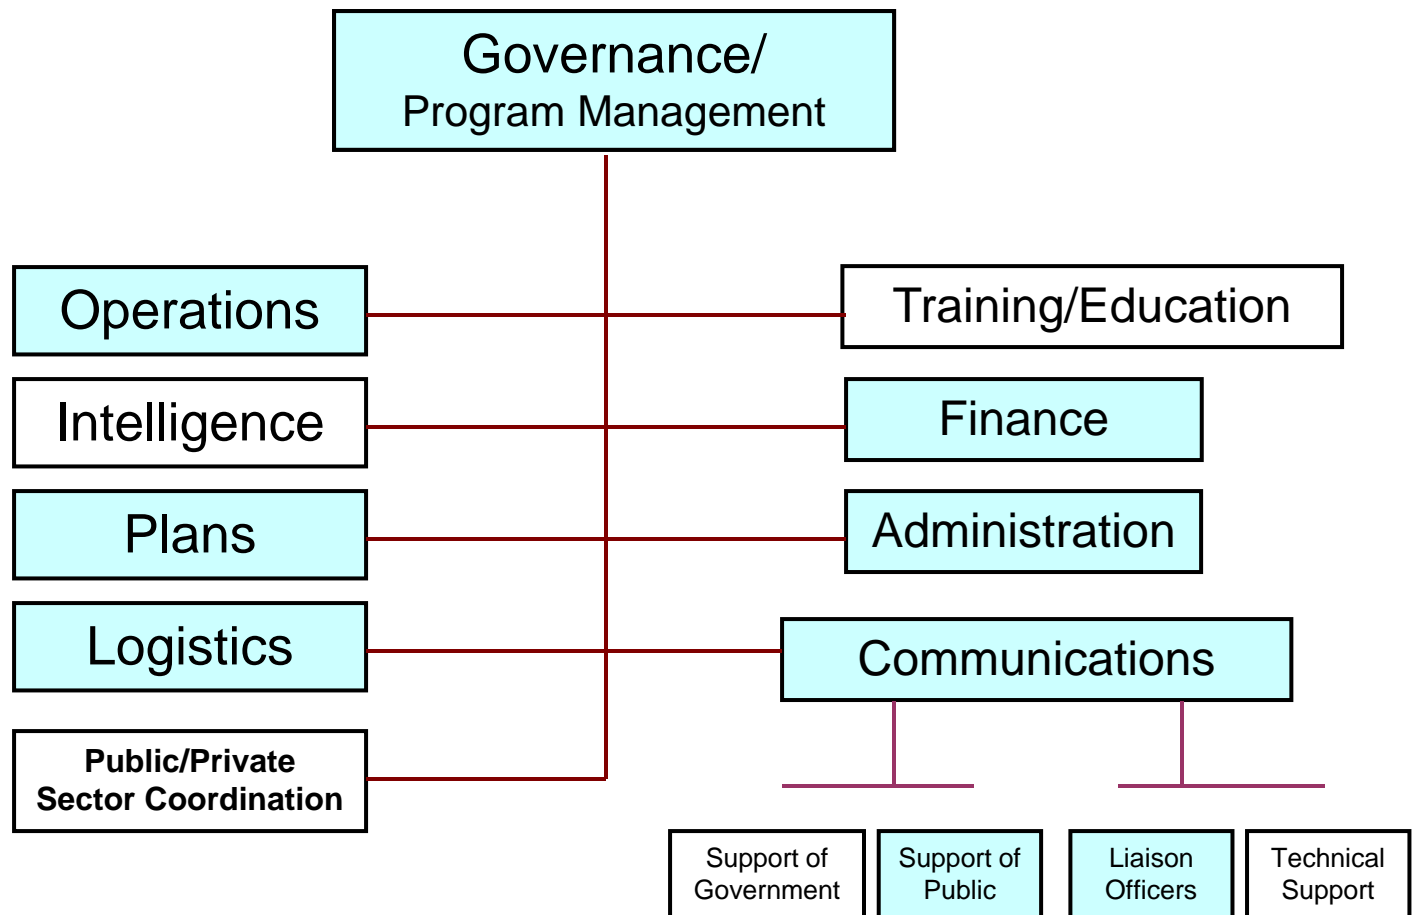 Governance/
Program Management
Operations
Training/Education
Intelligence
Finance
Plans
Administration
Logistics
Communications
Public/Private
Sector Coordination
Support of
Government
Support of
Public
Liaison
Officers
Technical
Support